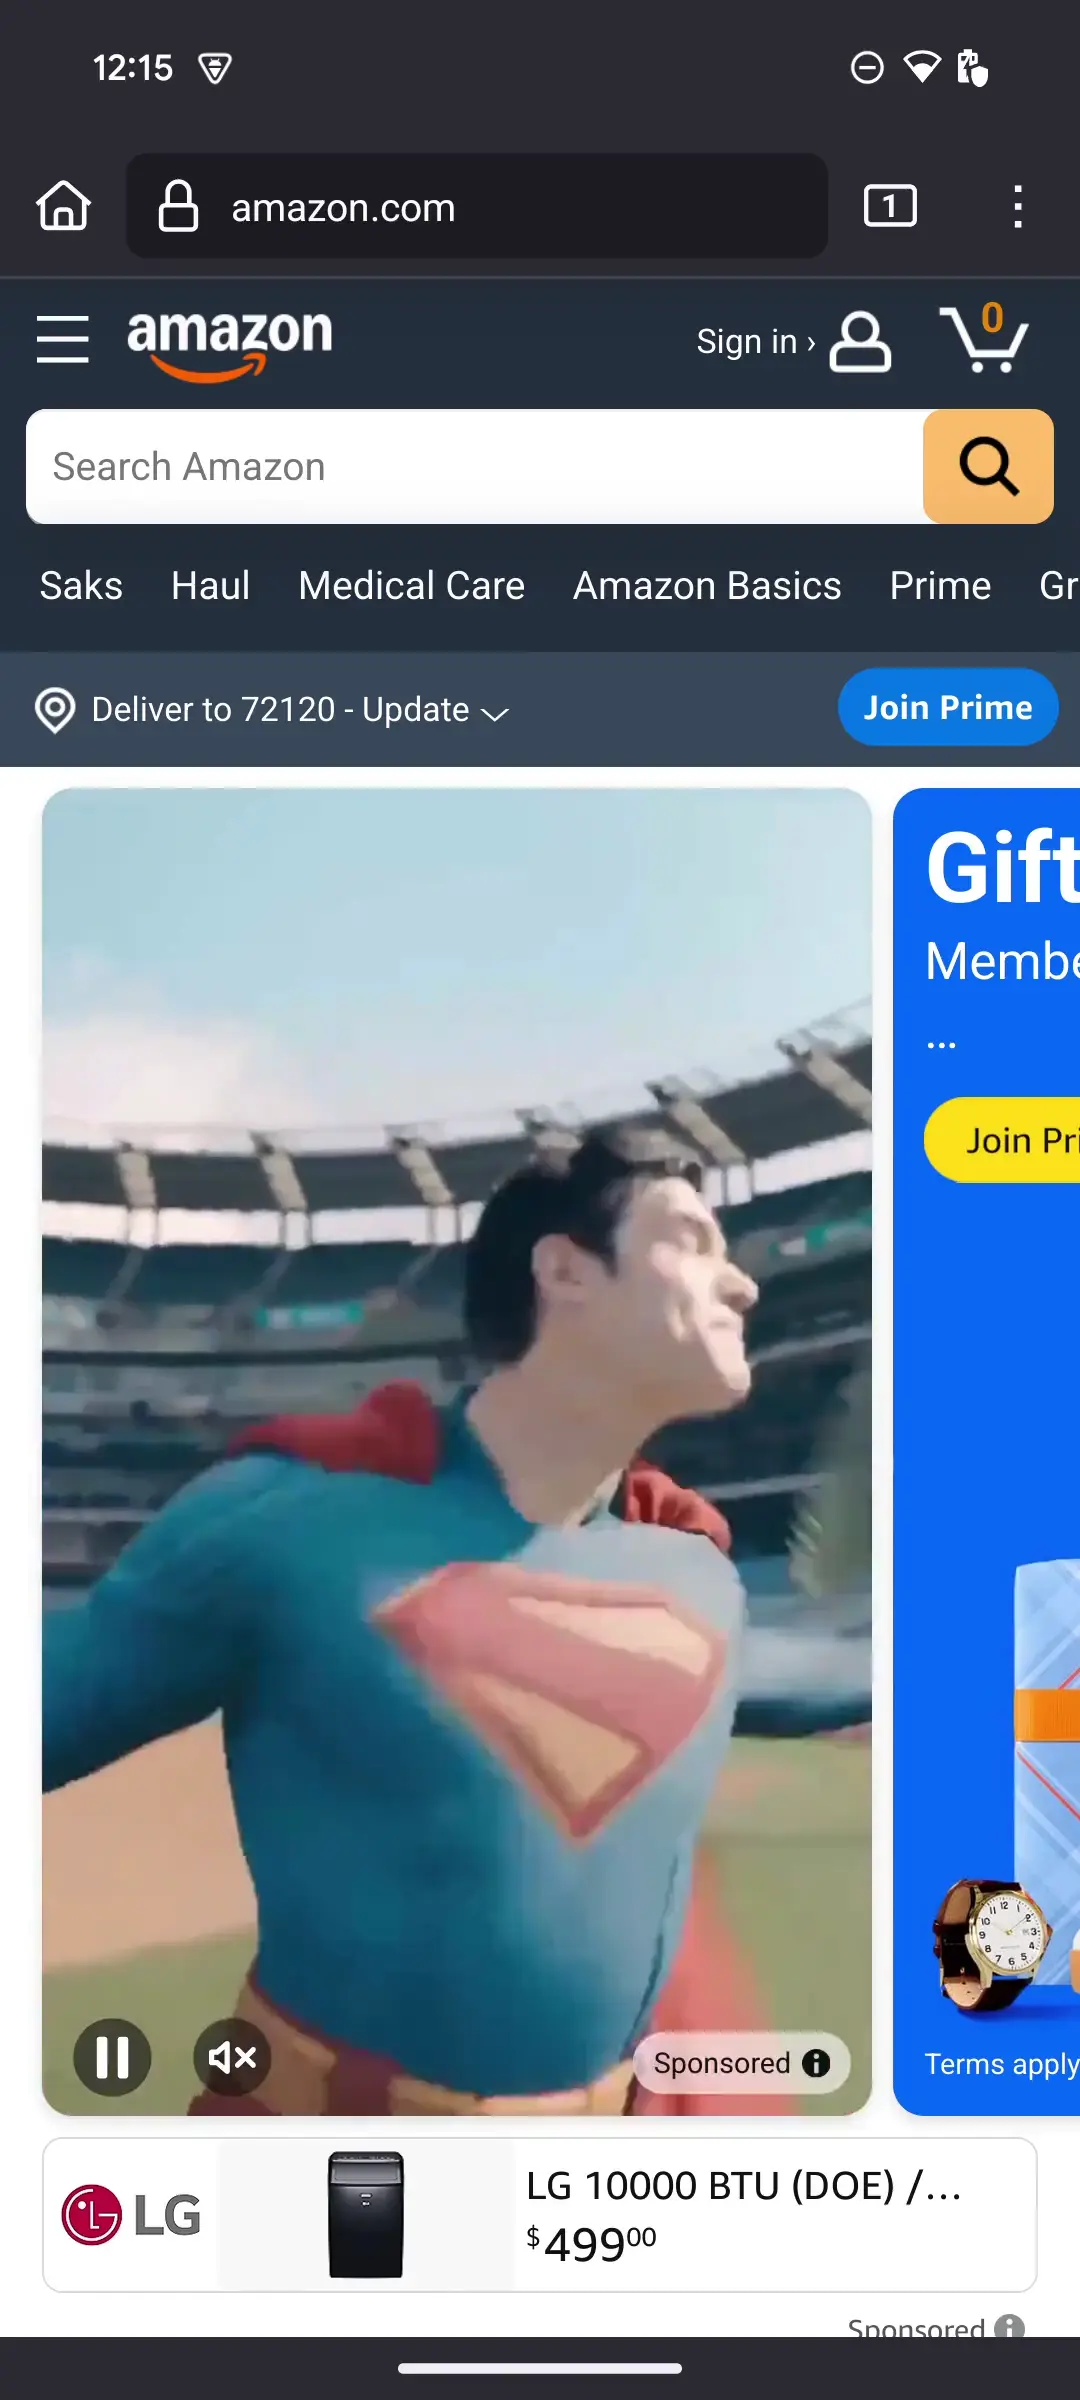 12:15
amazon.com
1
amazon
Sign in ›
0
Search Amazon
Saks Haul Medical Care Amazon Basics Prime Gr
Deliver to 72120 - Update
Join Prime
Gift
Membe
...
Join Pri
Sponsored
Terms apply
LG
LG 10000 BTU (DOE) /...
$49900
Sponsored